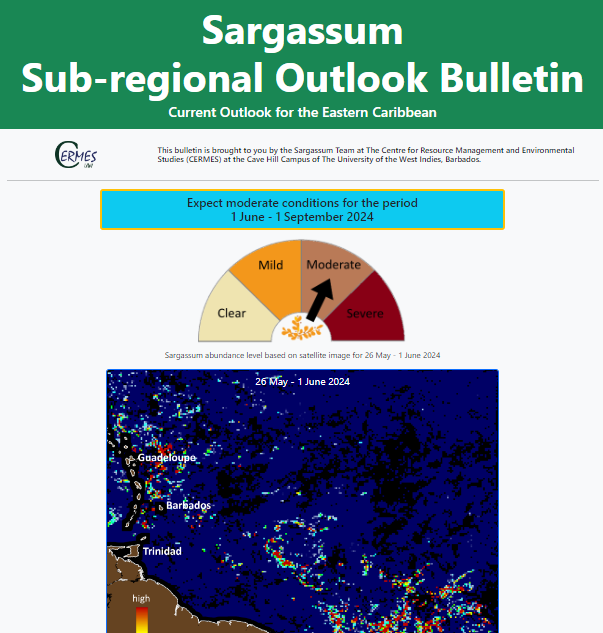 Sargassum
Sub-regional Outlook Bulletin
Current Outlook for the Eastern Caribbean
CERMES
UWI
This bulletin is brought to you by the Sargassum Team at The Centre for Resource Management and Environmental
Studies (CERMES) at the Cave Hill Campus of The University of the West Indies, Barbados.
Expect moderate conditions for the period
1 June - 1 September 2024
Mild
Moderate
Clear
Severe
Sargassum abundance level based on satellite image for 26 May - 1 June 2024
26 May - 1 June 2024
Guadeloupe
Barbados
Trinidad
high